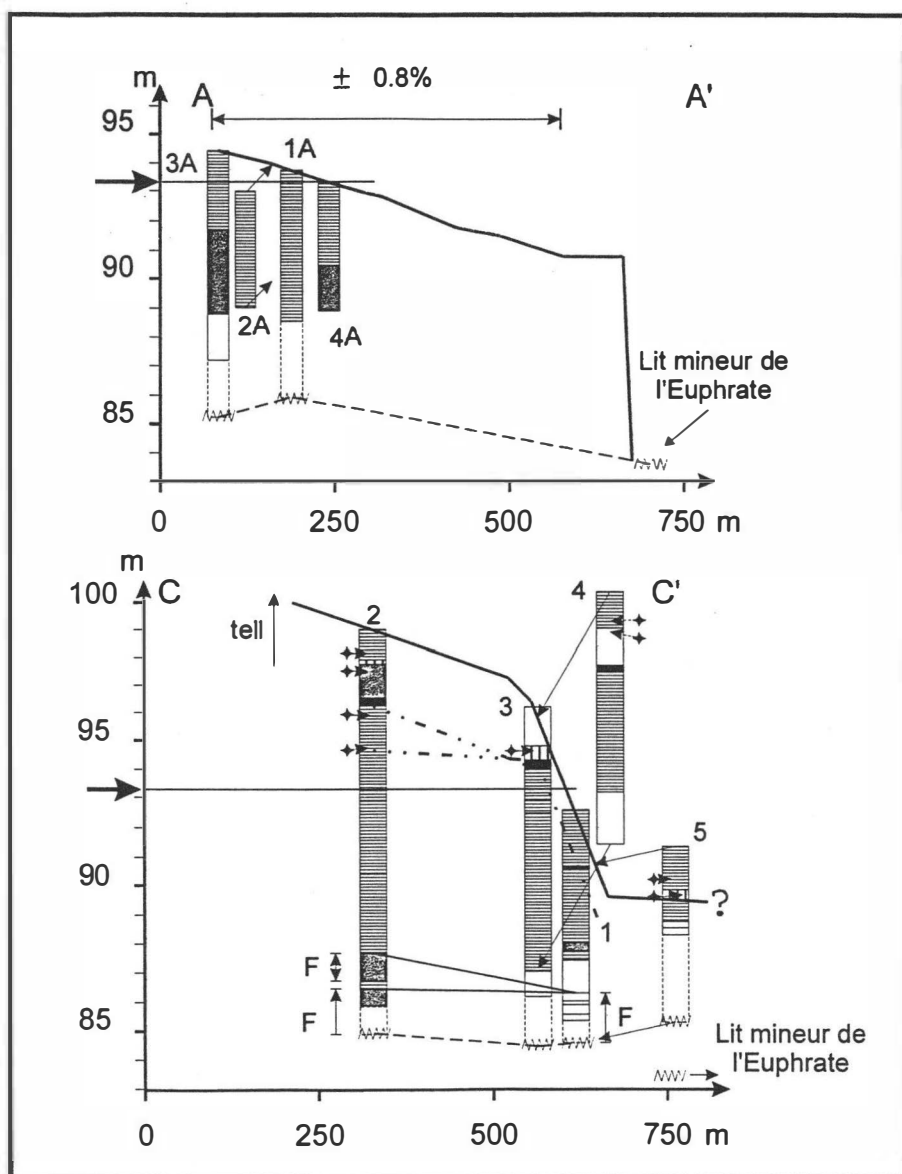 ± 0.8%
m A A'
95
3A 1A
90
2A 4A
Lit mineur de
l'Euphrate
85
0 250 500 750 m
m
100 C 2 4 C'
tell
95 3
90 5
?
1
F
F F
85
Lit mineur de
l'Euphrate
0 250 500 750 m